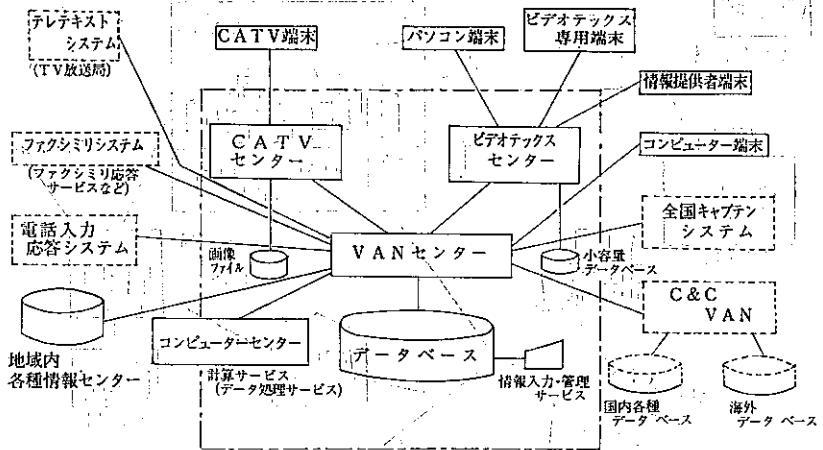 テレテキスト
システム
(TV放送局)
CATV端末
パソコン端末
ビデオテックス
専用端末
情報提供者端末
ファクシミリシステム
(ファクシミリ応答
サービスなど)
CATV
センター
ビデオテックス
センター
コンピューター端末
電話入力
応答システム
画像
ファイル
VANセンター
小容量
データベース
全国キャプテン
システム
C&C
VAN
地域内
各種情報センター
コンピューターセンター
計算サービス
(データ処理サービス)
データベース
情報入力・管理
サービス
国内各種
データベース
海外
データベース